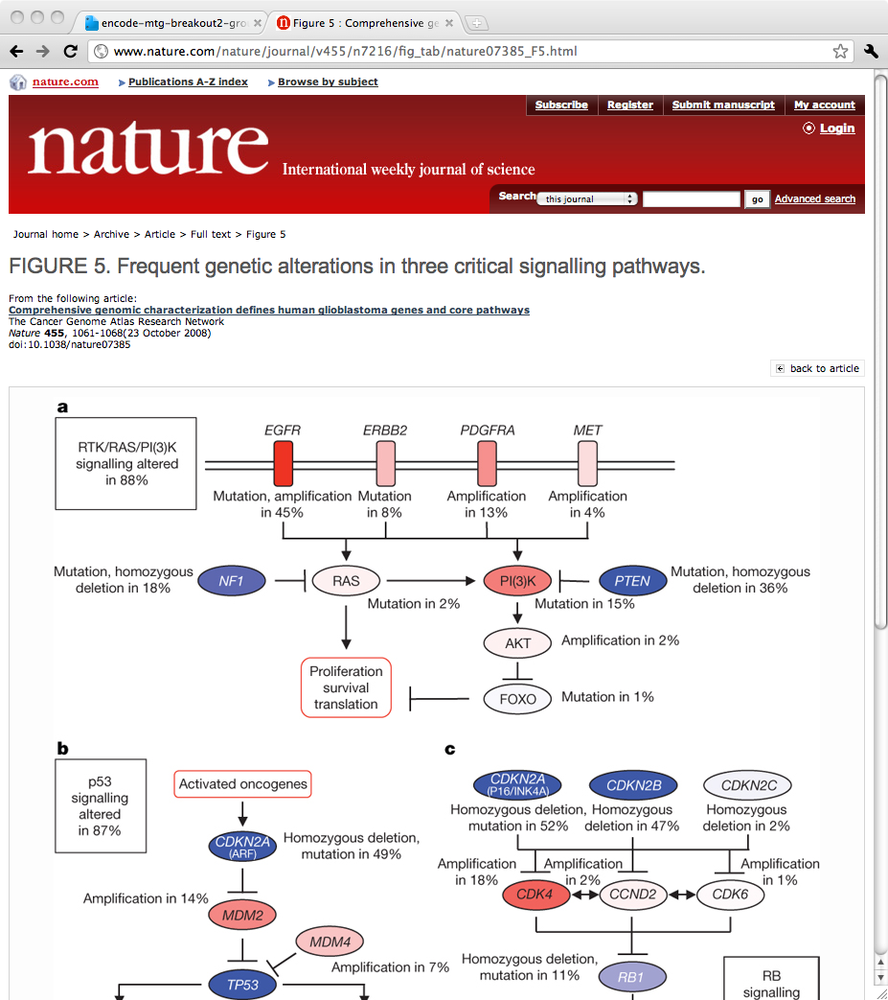 encode-mtg-breakout2-gro
Figure 5 : Comprehensive ge
www.nature.com/nature/journal/v455/n7216/fig_tab/nature07385_F5.html
nature.com Publications A-Z index Browse by subject
Subscribe Register Submit manuscript My account
Login
nature International weekly journal of science
Search this journal go Advanced search
Journal home > Archive > Article > Full text > Figure 5
FIGURE 5. Frequent genetic alterations in three critical signalling pathways.
From the following article:
Comprehensive genomic characterization defines human glioblastoma genes and core pathways
The Cancer Genome Atlas Research Network
Nature 455, 1061-1068(23 October 2008)
doi:10.1038/nature07385
back to article
a
RTK/RAS/PI(3)K
signalling altered
in 88%
EGFR ERBB2 PDGFRA MET
Mutation, amplification Mutation Amplification Amplification
in 45% in 8% in 13% in 4%
Mutation, homozygous
deletion in 18%
NF1 RAS PI(3)K PTEN
Mutation, homozygous
deletion in 36%
Mutation in 2% Mutation in 15%
AKT Amplification in 2%
Proliferation
survival
translation
FOXO Mutation in 1%
b
p53
signalling
altered
in 87%
Activated oncogenes
CDKN2A
(ARF)
Homozygous deletion,
mutation in 49%
Amplification in 14%
MDM2
MDM4
Amplification in 7%
TP53
c
CDKN2A
(P16/INK4A)
CDKN2B CDKN2C
Homozygous deletion, Homozygous Homozygous
mutation in 52% deletion in 47% deletion in 2%
Amplification Amplification Amplification
in 18% in 2% in 1%
CDK4 CCND2 CDK6
Homozygous deletion,
mutation in 11%
RB1
RB
signalling